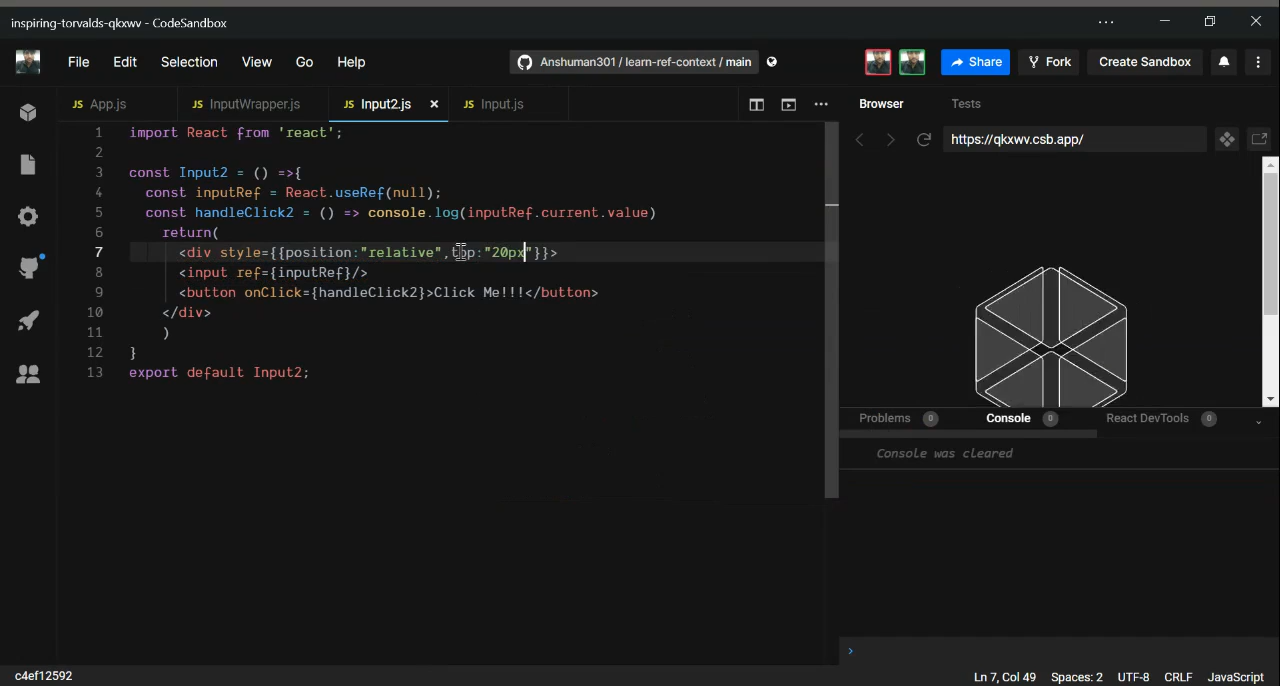 inspiring-torvalds-qkxwv - CodeSandbox
File Edit Selection View Go Help
Anshuman301 / learn-ref-context / main
Share Fork Create Sandbox
JS App.js JS InputWrapper.js JS Input2.js JS Input.js
Browser Tests
https://qkxwv.csb.app/
1 import React from 'react';
2
3 const Input2 = () =>{
4 const inputRef = React.useRef(null);
5 const handleClick2 = () => console.log(inputRef.current.value)
6 return(
7 <div style={{position:"relative",top:"20px"}}>
8 <input ref={inputRef}/>
9 <button onClick={handleClick2}>Click Me!!!</button>
10 </div>
11 )
12 }
13 export default Input2;
Problems 0 Console 0 React DevTools 0
Console was cleared
c4ef12592
Ln 7, Col 49 Spaces: 2 UTF-8 CRLF JavaScript